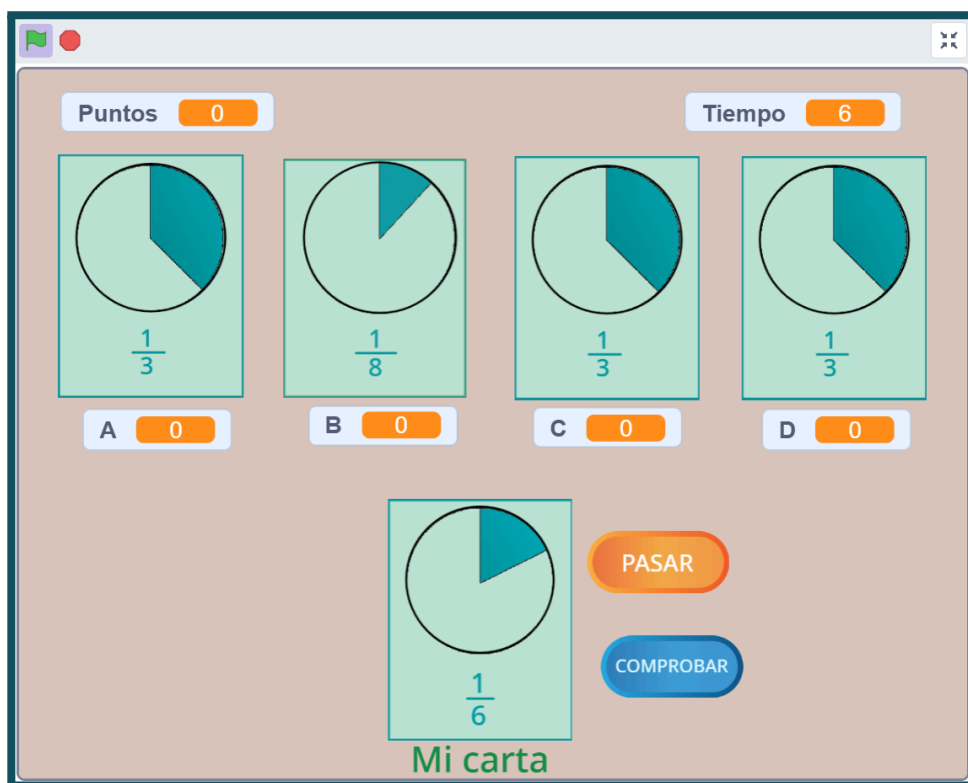 Puntos 0
Tiempo 6
1
3
1
8
1
3
1
3
A 0
B 0
C 0
D 0
1
6
PASAR
COMPROBAR
Mi carta